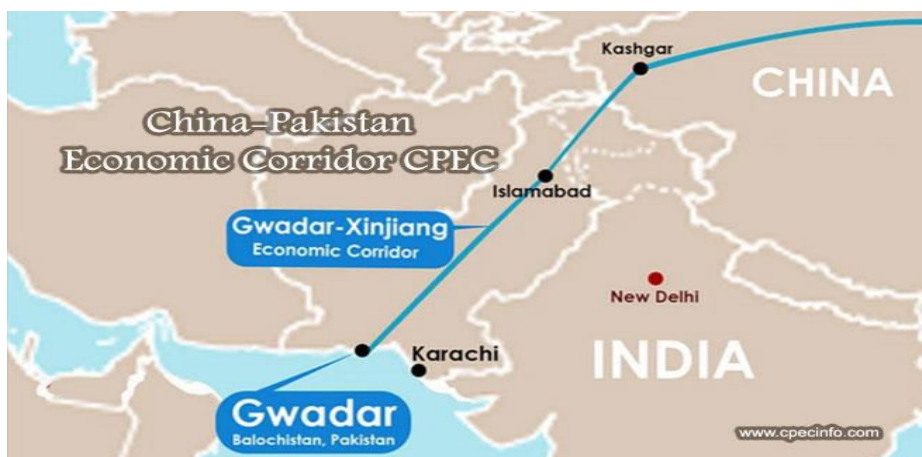 Kashgar
CHINA
China–Pakistan
Economic Corridor CPEC
Islamabad
Gwadar-Xinjiang
Economic Corridor
New Delhi
Karachi
INDIA
Gwadar
Balochistan, Pakistan
www.cpecinfo.com